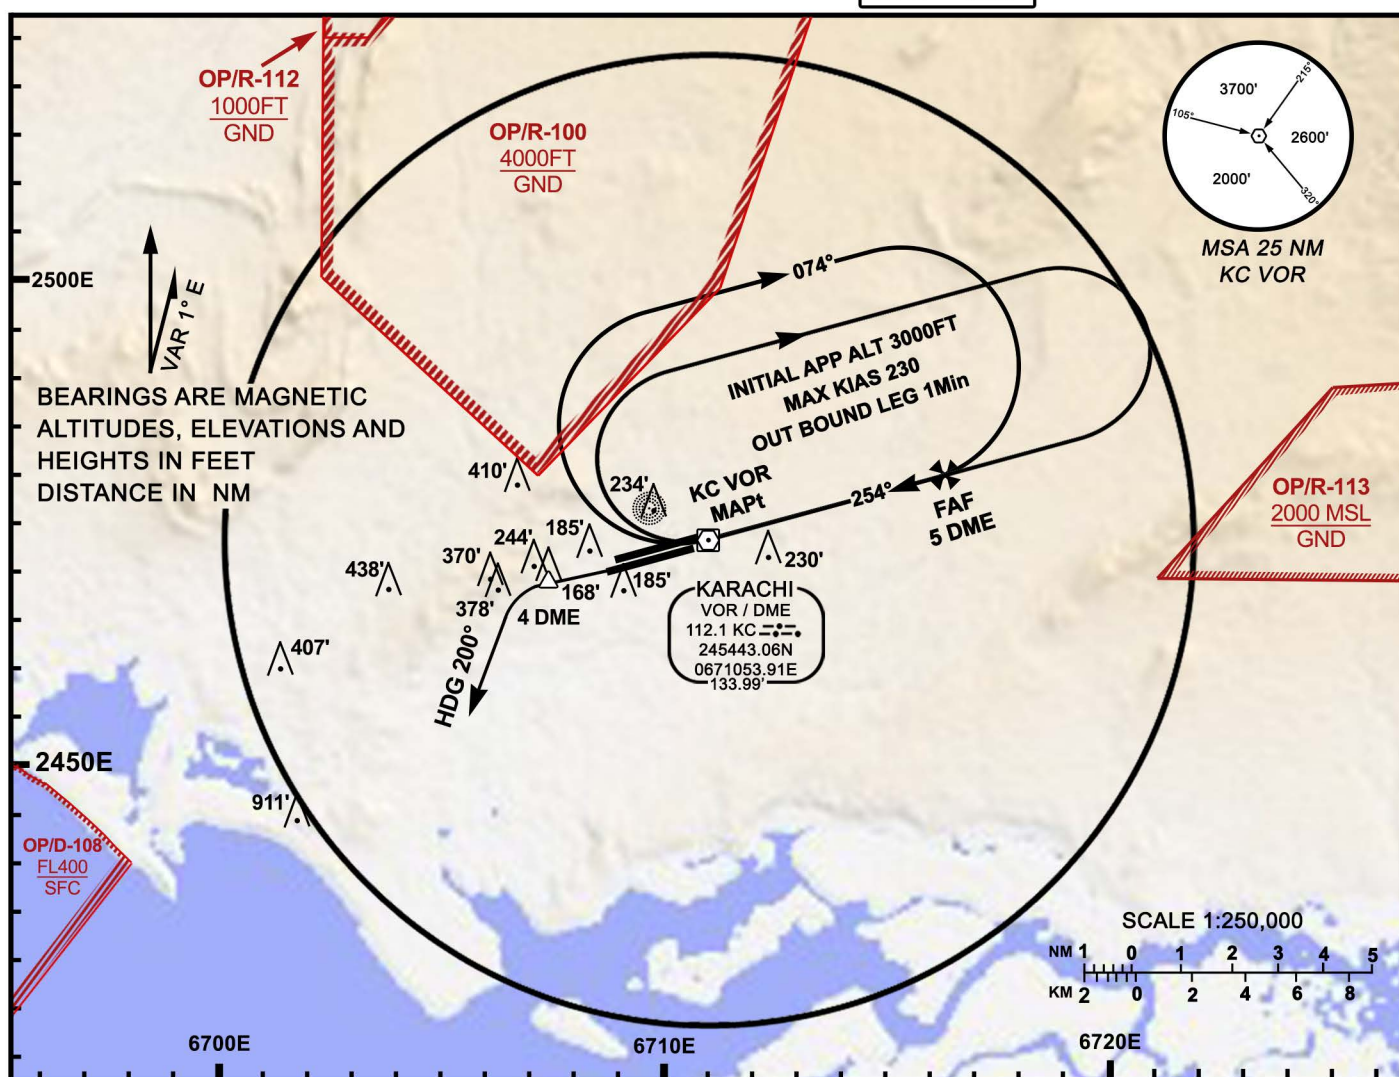 OP/R-112
1000FT
GND
OP/R-100
4000FT
GND
3700'
215°
105°
2600'
2000'
320°
MSA 25 NM
KC VOR
2500E
VAR 1° E
074°
BEARINGS ARE MAGNETIC
ALTITUDES, ELEVATIONS AND
HEIGHTS IN FEET
DISTANCE IN NM
INITIAL APP ALT 3000FT
MAX KIAS 230
OUT BOUND LEG 1Min
410'
234'
KC VOR
MAPt
254°
FAF
5 DME
OP/R-113
2000 MSL
GND
244'
185'
230'
438'
370'
378'
168'
185'
4 DME
KARACHI
VOR / DME
112.1 KC
245443.06N
0671053.91E
133.99'
407'
HDG 200°
2450E
911'
OP/D-108
FL400
SFC
SCALE 1:250,000
NM 1 0 1 2 3 4 5
KM 2 0 2 4 6 8
6700E
6710E
6720E